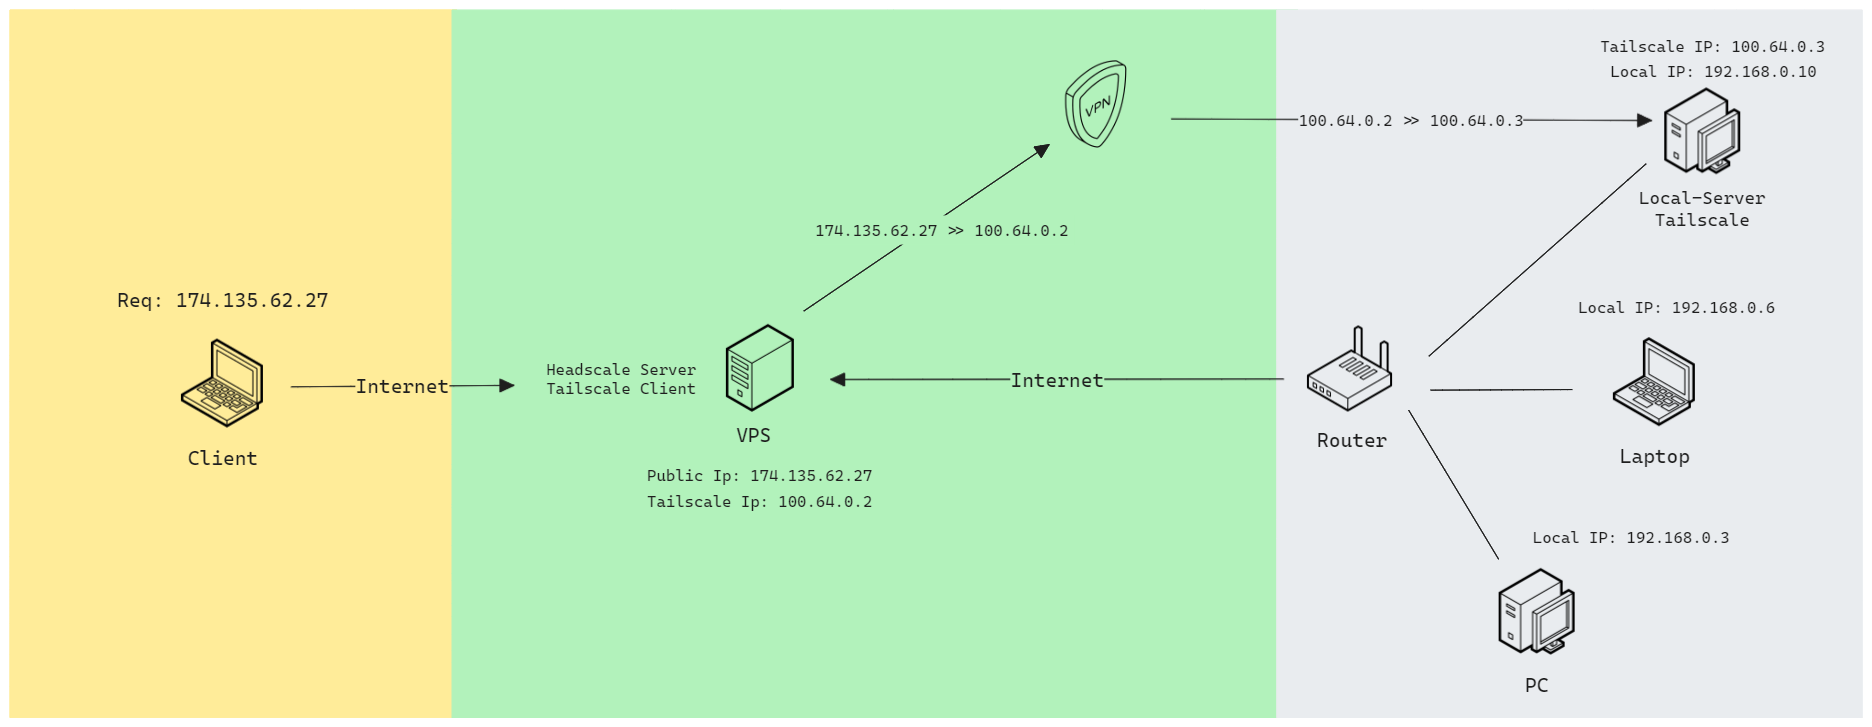 Req: 174.135.62.27
Client
Internet
Headscale Server
Tailscale Client
VPS
Public Ip: 174.135.62.27
Tailscale Ip: 100.64.0.2
174.135.62.27 >> 100.64.0.2
VPN
100.64.0.2 >> 100.64.0.3
Internet
Router
Tailscale IP: 100.64.0.3
Local IP: 192.168.0.10
Local-Server
Tailscale
Local IP: 192.168.0.6
Laptop
Local IP: 192.168.0.3
PC